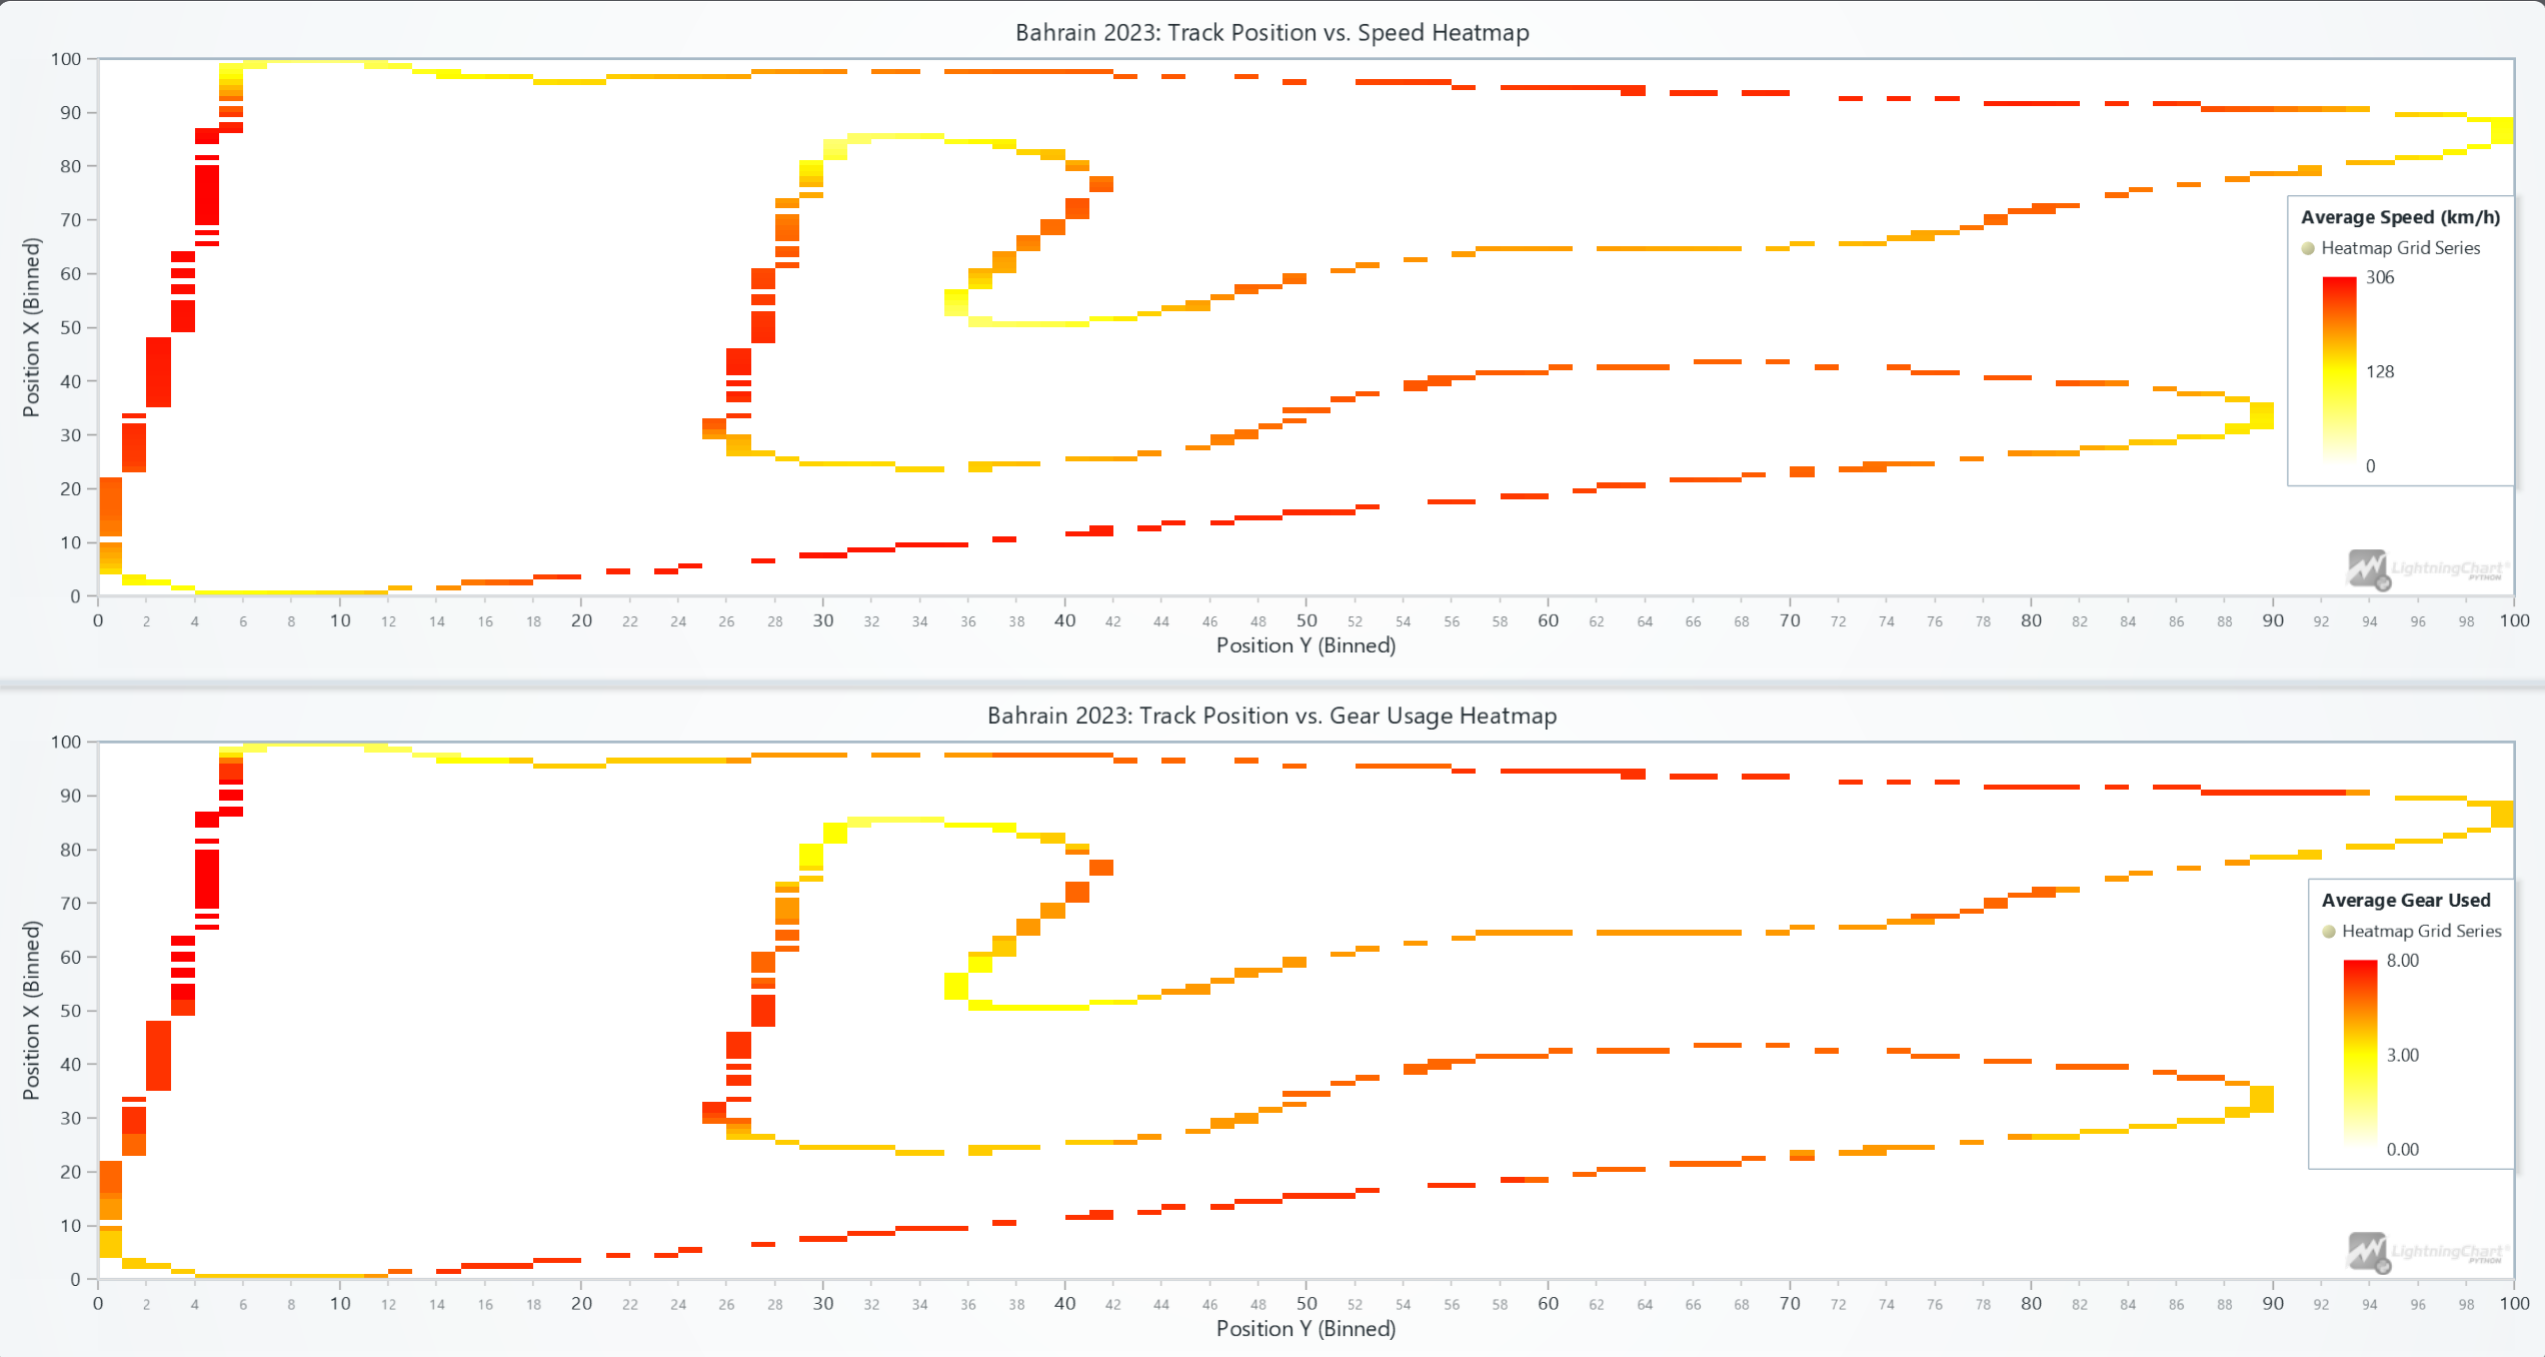 Bahrain 2023: Track Position vs. Speed Heatmap
100
90
80
70
60
50
40
30
20
10
0
Position X (Binned)
Average Speed (km/h)
Heatmap Grid Series
306
128
0
LightningChart®
PYTHON
0 2 4 6 8 10 12 14 16 18 20 22 24 26 28 30 32 34 36 38 40 42 44 46 48 50 52 54 56 58 60 62 64 66 68 70 72 74 76 78 80 82 84 86 88 90 92 94 96 98 100
Position Y (Binned)
Bahrain 2023: Track Position vs. Gear Usage Heatmap
100
90
80
70
60
50
40
30
20
10
0
Position X (Binned)
Average Gear Used
Heatmap Grid Series
8.00
3.00
0.00
LightningChart®
PYTHON
0 2 4 6 8 10 12 14 16 18 20 22 24 26 28 30 32 34 36 38 40 42 44 46 48 50 52 54 56 58 60 62 64 66 68 70 72 74 76 78 80 82 84 86 88 90 92 94 96 98 100
Position Y (Binned)